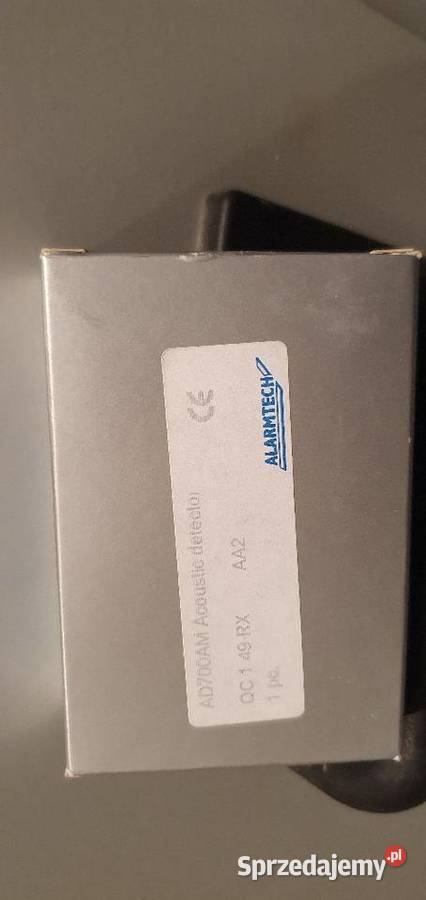 AD700AM Acoustic detector
QC 1 49-RX AA2
1 pc.
CE
ALARMTECH
Sprzedajemy.pl